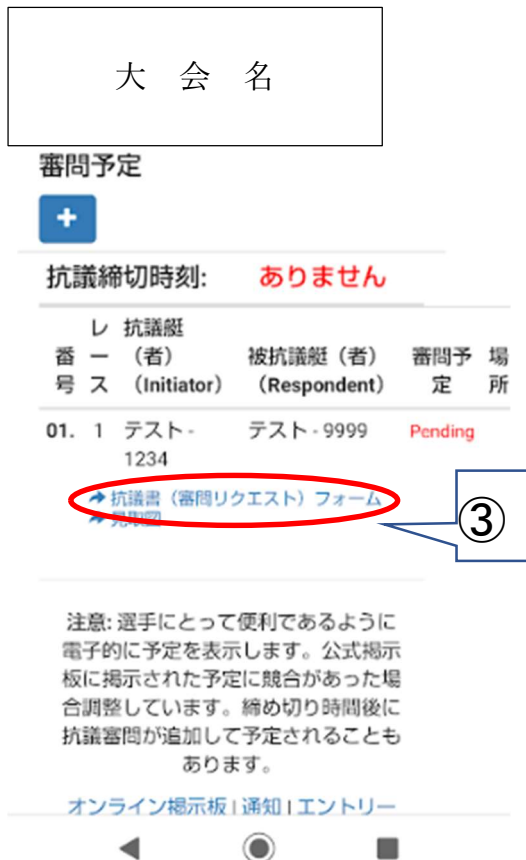 大 会 名
審問予定
+
抗議締切時刻: ありません
番号 レース 抗議艇（者）（Initiator） 被抗議艇（者）（Respondent） 審問予定 場所
01. 1 テスト - 1234 テスト - 9999 Pending
抗議書（審問リクエスト）フォーム
見取図
③
注意: 選手にとって便利であるように
電子的に予定を表示します。公式掲示
板に掲示された予定に競合があった場
合調整しています。締め切り時間後に
抗議審問が追加して予定されることも
あります。
オンライン掲示板 | 通知 | エントリー